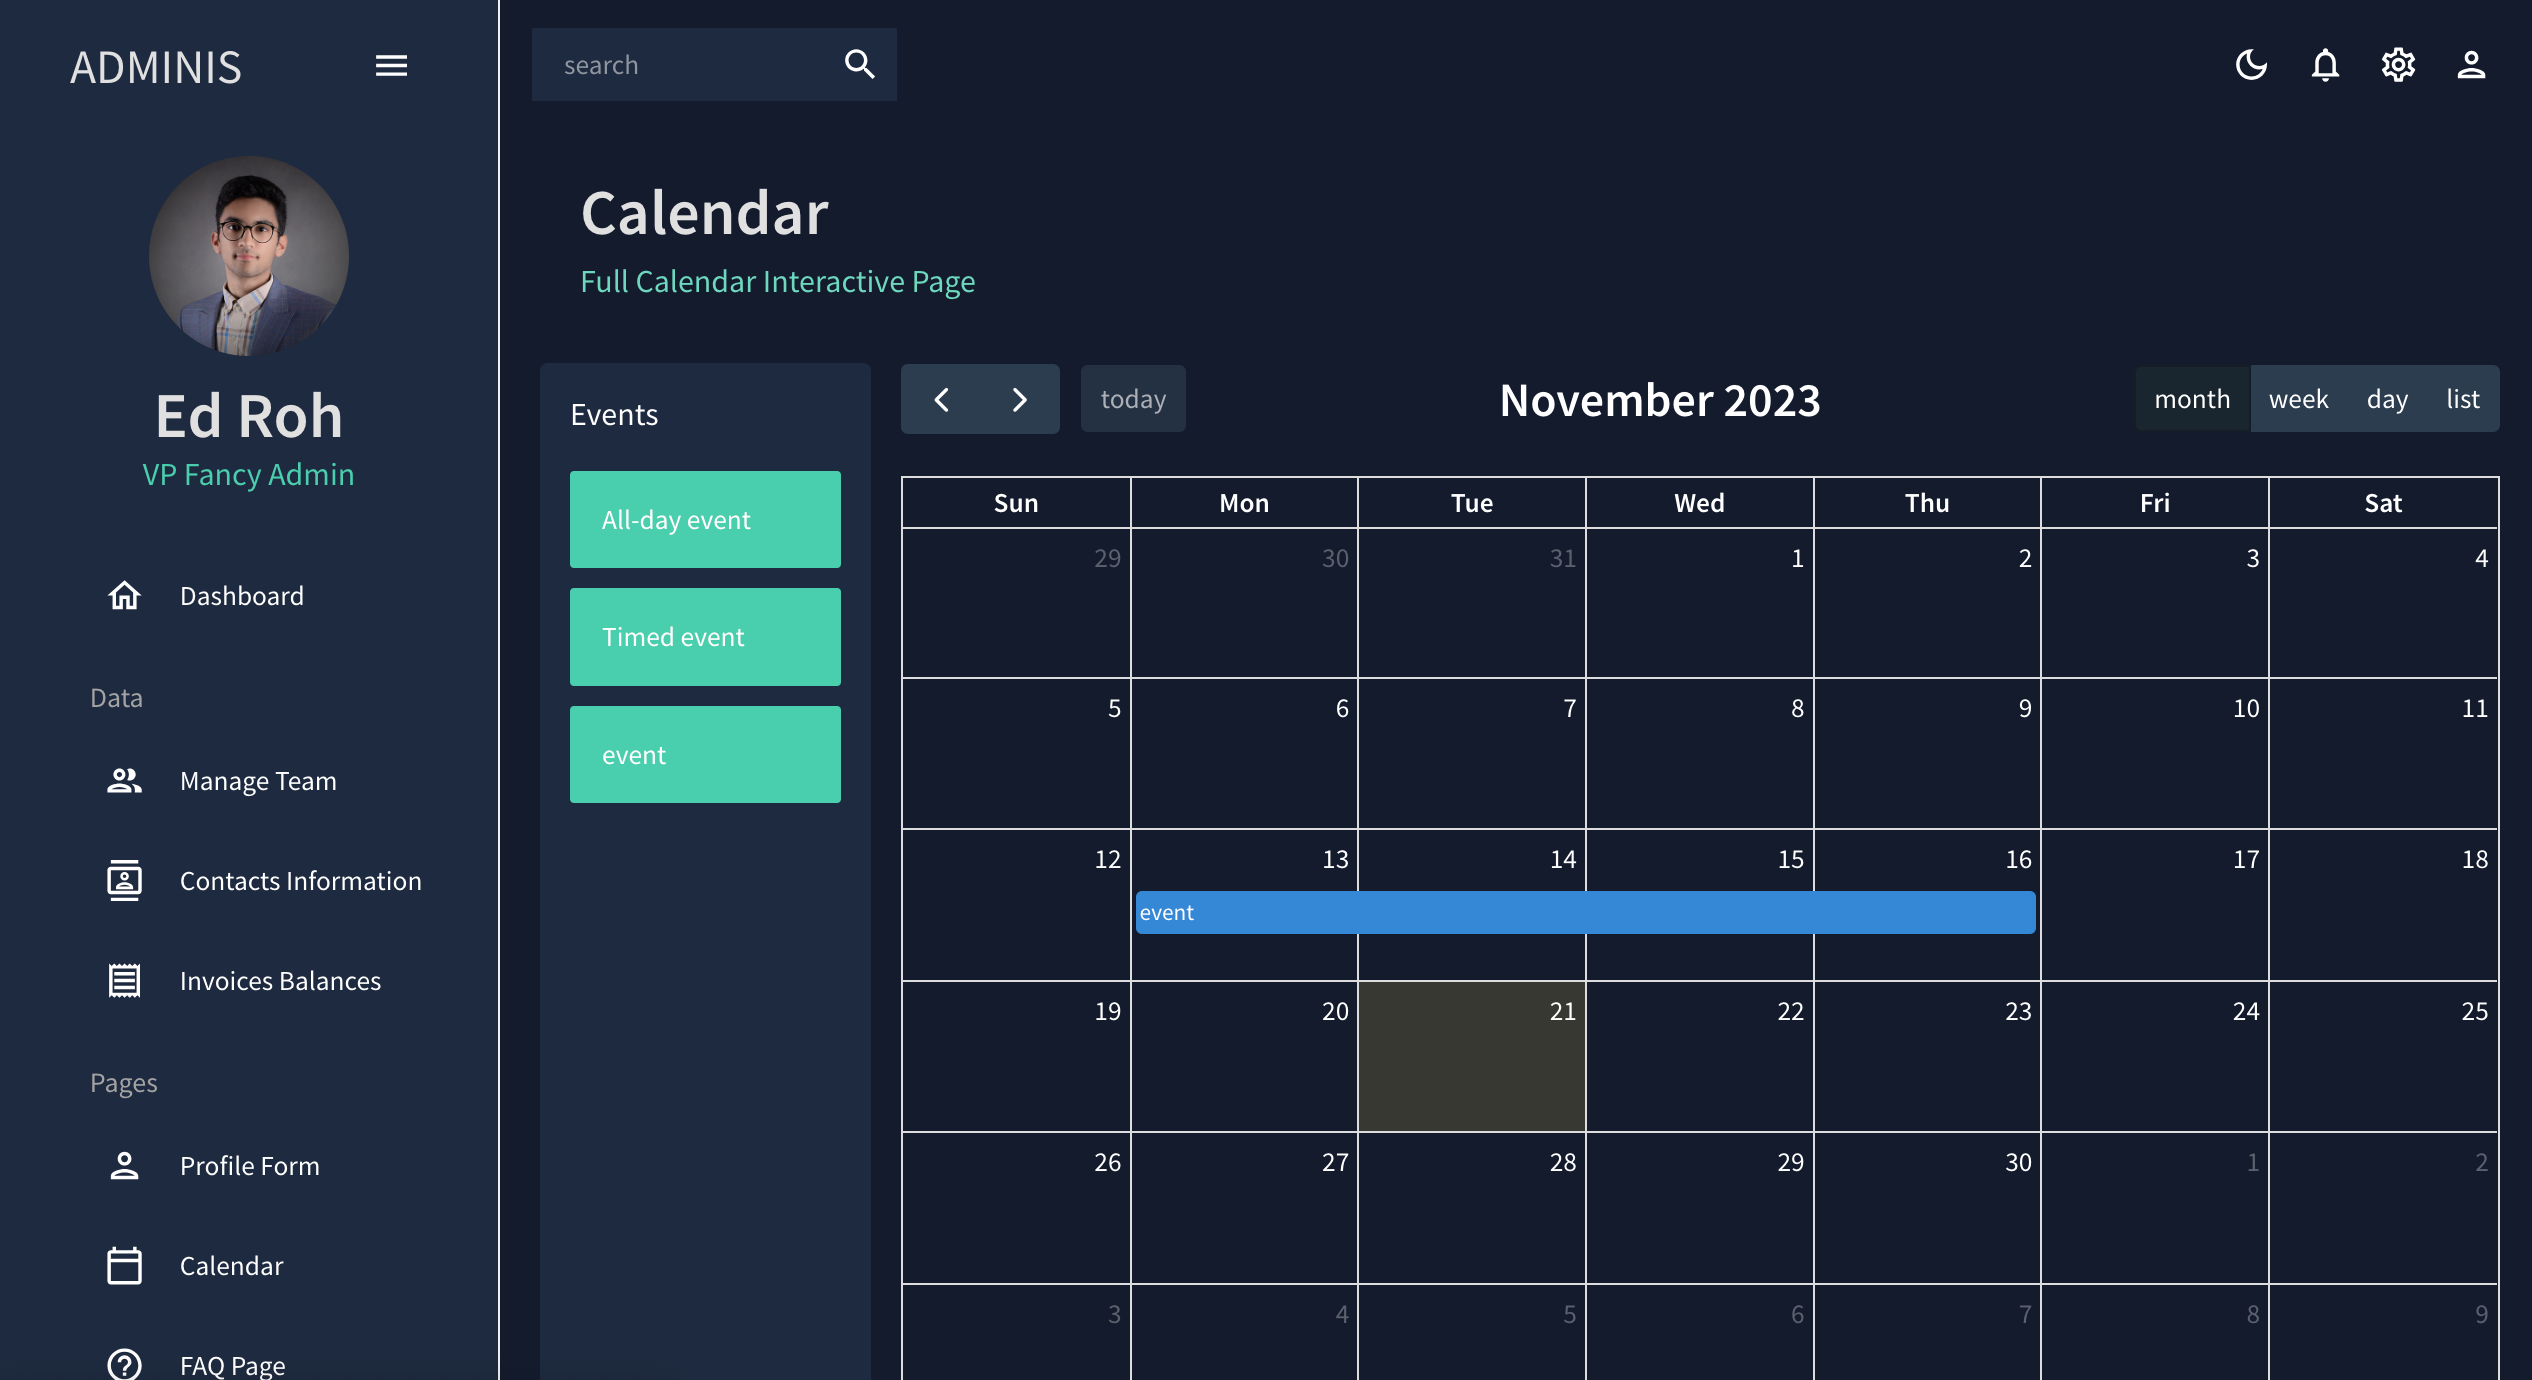 ADMINIS
search
Ed Roh
VP Fancy Admin
Dashboard
Data
Manage Team
Contacts Information
Invoices Balances
Pages
Profile Form
Calendar
FAQ Page
Calendar
Full Calendar Interactive Page
Events
All-day event
Timed event
event
today
November 2023
month week day list
Sun Mon Tue Wed Thu Fri Sat
29 30 31 1 2 3 4
5 6 7 8 9 10 11
12 13 14 15 16 17 18
event
19 20 21 22 23 24 25
26 27 28 29 30 1 2
3 4 5 6 7 8 9